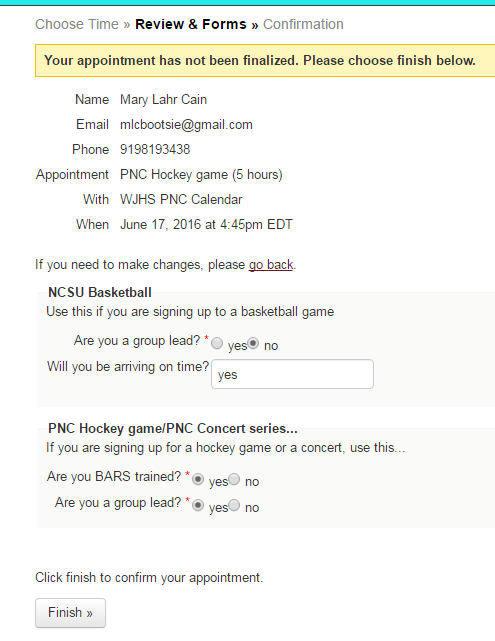 Choose Time » Review & Forms » Confirmation
Your appointment has not been finalized. Please choose finish below.
Name Mary Lahr Cain
Email mlcbootsie@gmail.com
Phone 9198193438
Appointment PNC Hockey game (5 hours)
With WJHS PNC Calendar
When June 17, 2016 at 4:45pm EDT
If you need to make changes, please go back.
NCSU Basketball
Use this if you are signing up to a basketball game
Are you a group lead? * yes no
Will you be arriving on time? yes
PNC Hockey game/PNC Concert series...
If you are signing up for a hockey game or a concert, use this...
Are you BARS trained? * yes no
Are you a group lead? * yes no
Click finish to confirm your appointment.
Finish »